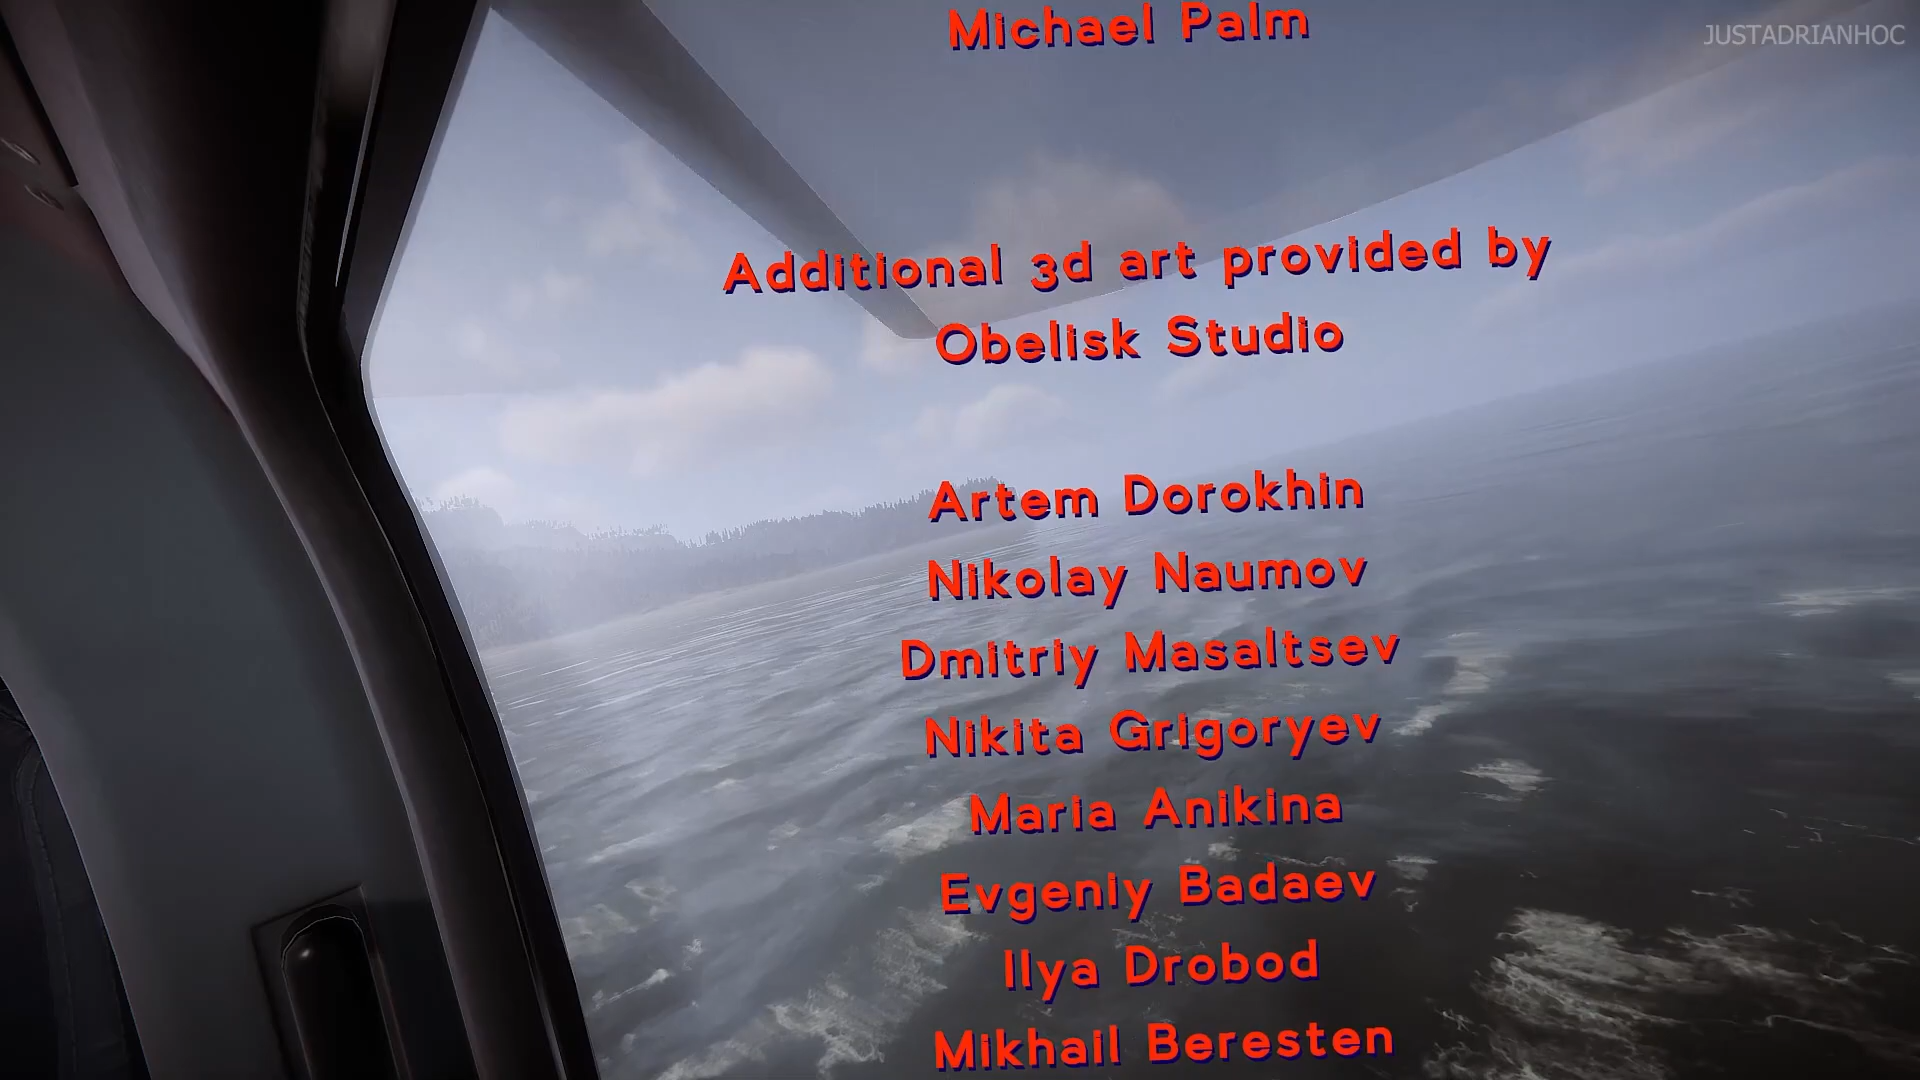 Michael Palm
JUSTADRIANHOC
Additional 3d art provided by
Obelisk Studio
Artem Dorokhin
Nikolay Naumov
Dmitriy Masaltsev
Nikita Grigoryev
Maria Anikina
Evgeniy Badaev
Ilya Drobod
Mikhail Beresten